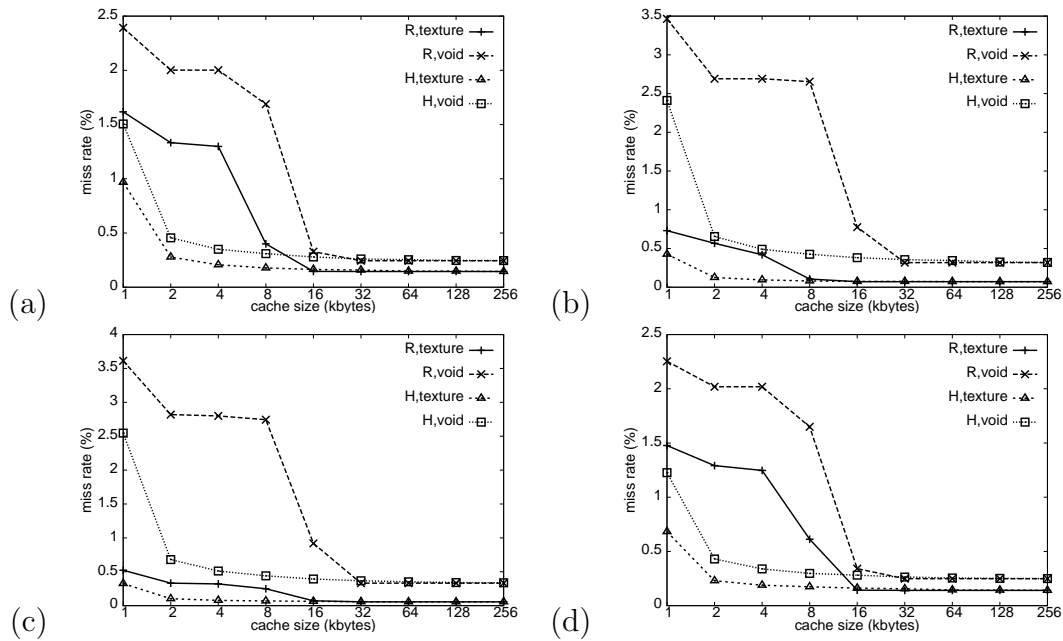 2.5
2
1.5
1
0.5
0
miss rate (%)
R,texture
R,void
H,texture
H,void
1 2 4 8 16 32 64 128 256
cache size (kbytes)
(a)
3.5
3
2.5
2
1.5
1
0.5
0
miss rate (%)
R,texture
R,void
H,texture
H,void
1 2 4 8 16 32 64 128 256
cache size (kbytes)
(b)
4
3.5
3
2.5
2
1.5
1
0.5
0
miss rate (%)
R,texture
R,void
H,texture
H,void
1 2 4 8 16 32 64 128 256
cache size (kbytes)
(c)
2.5
2
1.5
1
0.5
0
miss rate (%)
R,texture
R,void
H,texture
H,void
1 2 4 8 16 32 64 128 256
cache size (kbytes)
(d)